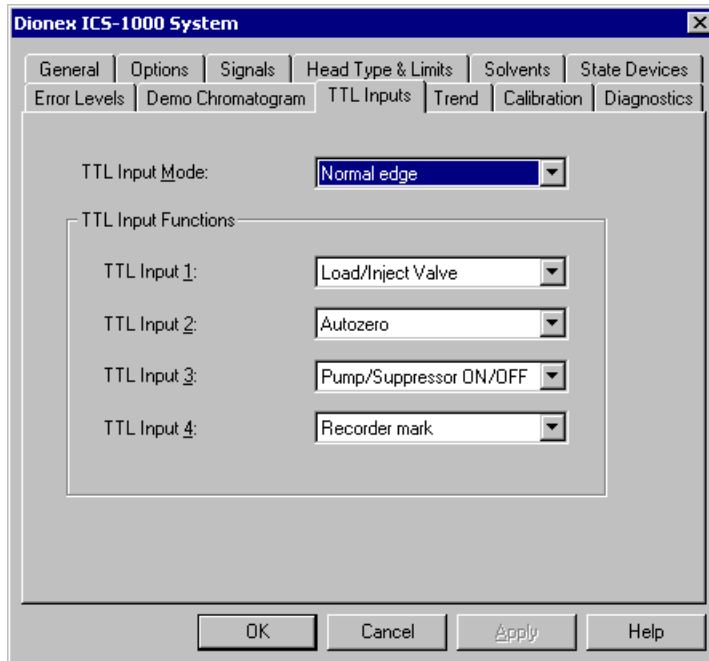 Dionex ICS-1000 System
General Options Signals Head Type & Limits Solvents State Devices
Error Levels Demo Chromatogram TTL Inputs Trend Calibration Diagnostics
TTL Input Mode: Normal edge
TTL Input Functions
TTL Input 1: Load/Inject Valve
TTL Input 2: Autozero
TTL Input 3: Pump/Suppressor ON/OFF
TTL Input 4: Recorder mark
OK Cancel Apply Help